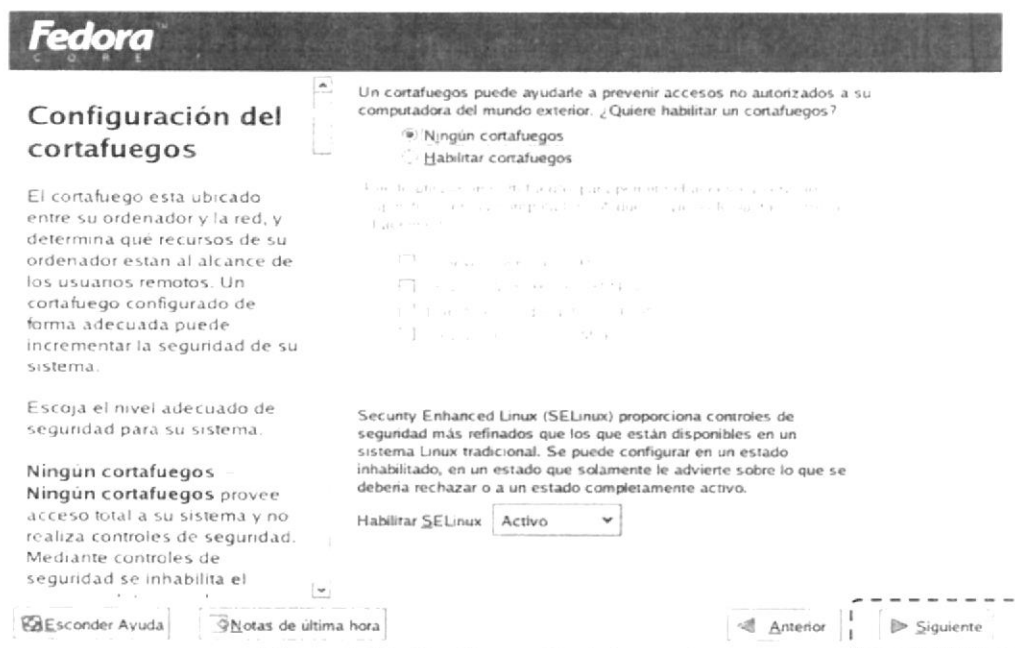 Fedora
CORE
Configuración del
cortafuegos
El cortafuego esta ubicado
entre su ordenador y la red, y
determina que recursos de su
ordenador estan al alcance de
los usuarios remotos. Un
cortafuego configurado de
forma adecuada puede
incrementar la seguridad de su
sistema.
Escoja el nivel adecuado de
seguridad para su sistema.
Ningún cortafuegos –
Ningún cortafuegos provee
acceso total a su sistema y no
realiza controles de seguridad.
Mediante controles de
seguridad se inhabilita el
Un cortafuegos puede ayudarle a prevenir accesos no autorizados a su
computadora del mundo exterior. ¿Quiere habilitar un cortafuegos?
Ningún cortafuegos
Habilitar cortafuegos
Security Enhanced Linux (SELinux) proporciona controles de
seguridad más refinados que los que están disponibles en un
sistema Linux tradicional. Se puede configurar en un estado
inhabilitado, en un estado que solamente le advierte sobre lo que se
deberia rechazar o a un estado completamente activo.
Habilitar SELinux Activo
Esconder Ayuda Notas de última hora Anterior Siguiente